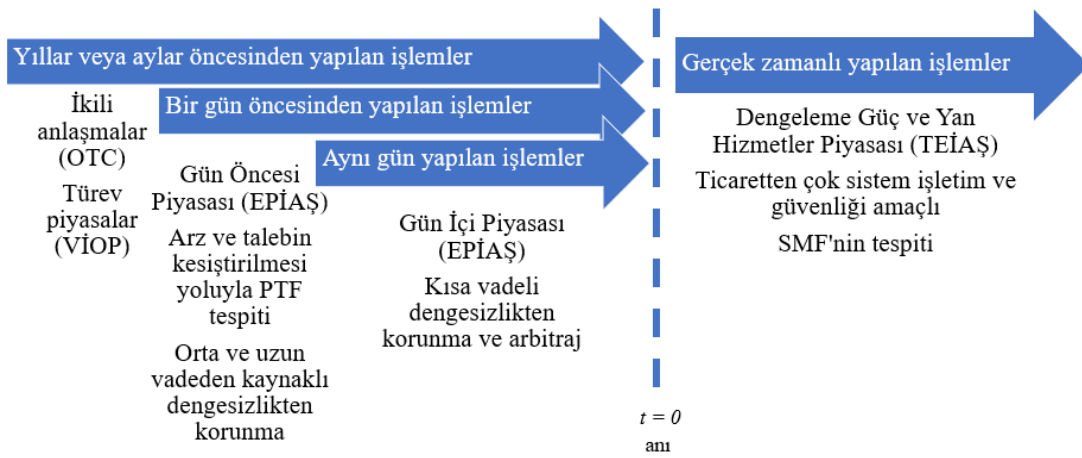 Yıllar veya aylar öncesinden yapılan işlemler
İkili
anlaşmalar
(OTC)
Türev
piyasalar
(VİOP)
Bir gün öncesinden yapılan işlemler
Gün Öncesi
Piyasası (EPİAŞ)
Arz ve talebin
kesiştirilmesi
yoluyla PTF
tespiti
Orta ve uzun
vadeden kaynaklı
dengesizlikten
korunma
Aynı gün yapılan işlemler
Gün İçi Piyasası
(EPİAŞ)
Kısa vadeli
dengesizlikten
korunma ve arbitraj
t = 0
anı
Gerçek zamanlı yapılan işlemler
Dengeleme Güç ve Yan
Hizmetler Piyasası (TEİAŞ)
Ticaretten çok sistem işletim ve
güvenliği amaçlı
SMF'nin tespiti